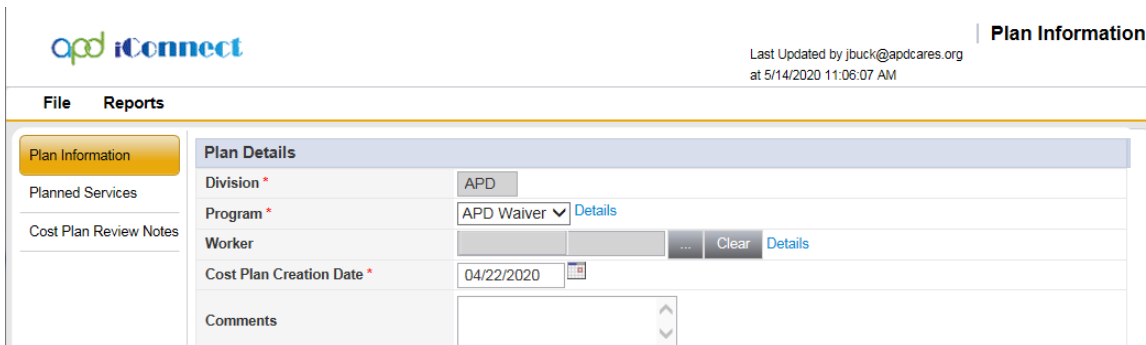 apd iConnect
Plan Information
Last Updated by jbuck@apdcares.org
at 5/14/2020 11:06:07 AM
File Reports
Plan Information
Planned Services
Cost Plan Review Notes
Plan Details
Division * APD
Program * APD Waiver Details
Worker ... Clear Details
Cost Plan Creation Date * 04/22/2020
Comments